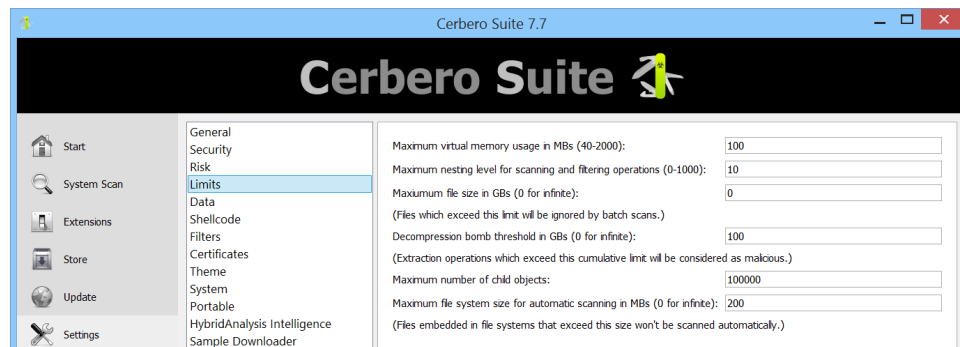 Cerbero Suite 7.7
Cerbero Suite
Start
System Scan
Extensions
Store
Update
Settings
General
Security
Risk
Limits
Data
Shellcode
Filters
Certificates
Theme
System
Portable
HybridAnalysis Intelligence
Sample Downloader
Maximum virtual memory usage in MBs (40-2000): 100
Maximum nesting level for scanning and filtering operations (0-1000): 10
Maxiumum file size in GBs (0 for infinite): 0
(Files which exceed this limit will be ignored by batch scans.)
Decompression bomb threshold in GBs (0 for infinite): 100
(Extraction operations which exceed this cumulative limit will be considered as malicious.)
Maximum number of child objects: 100000
Maximum file system size for automatic scanning in MBs (0 for infinite): 200
(Files embedded in file systems that exceed this size won't be scanned automatically.)